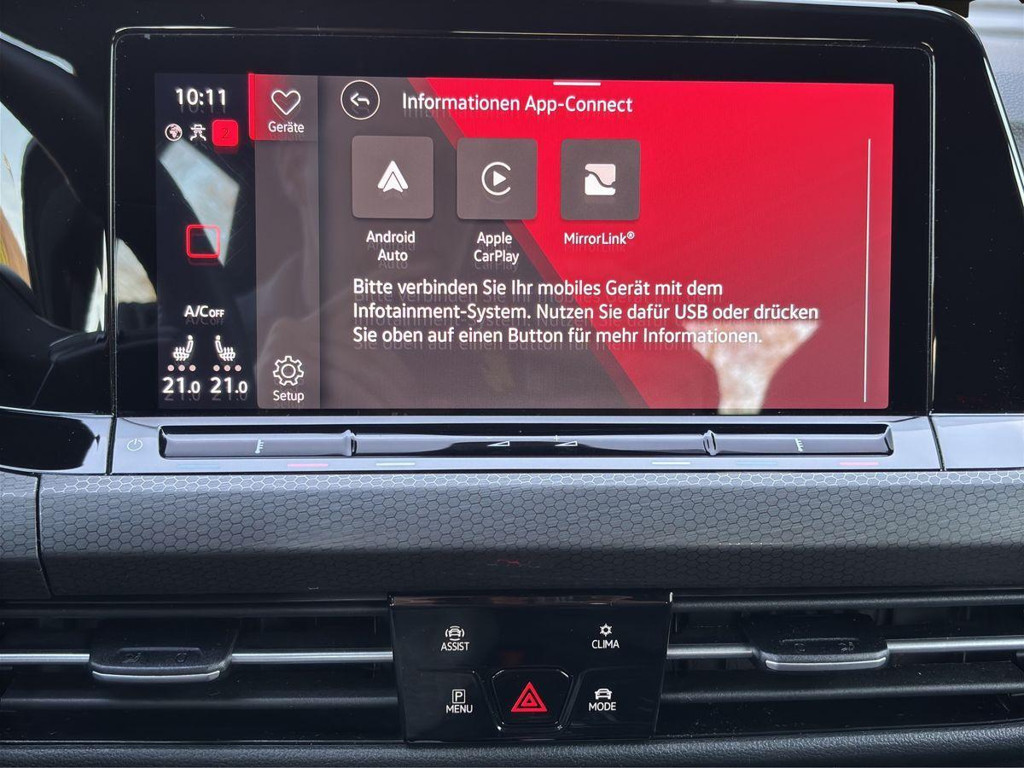 10:11
2
Geräte
Informationen App-Connect
Android
Auto
Apple
CarPlay
MirrorLink®
Bitte verbinden Sie Ihr mobiles Gerät mit dem
Infotainment-System. Nutzen Sie dafür USB oder drücken
Sie oben auf einen Button für mehr Informationen.
A/C OFF
21.0 21.0
Setup
ASSIST
CLIMA
P
MENU
MODE